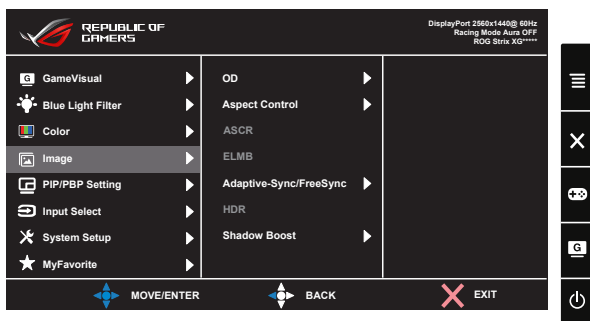 REPUBLIC OF
GAMERS
DisplayPort 2560x1440@ 60Hz
Racing Mode Aura OFF
ROG Strix XG*****
G GameVisual
Blue Light Filter
Color
Image
PIP/PBP Setting
Input Select
System Setup
MyFavorite
OD
Aspect Control
ASCR
ELMB
Adaptive-Sync/FreeSync
HDR
Shadow Boost
MOVE/ENTER
BACK
EXIT
G